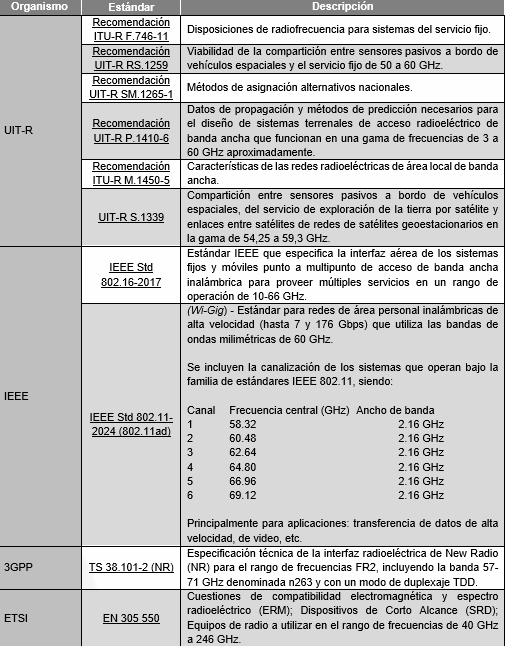 Organismo Estándar Descripción
UIT-R
Recomendación
ITU-R F.746-11
Disposiciones de radiofrecuencia para sistemas del servicio fijo.
Recomendación
UIT-R RS.1259
Viabilidad de la compartición entre sensores pasivos a bordo de
vehículos espaciales y el servicio fijo de 50 a 60 GHz.
Recomendación
UIT-R SM.1265-1
Métodos de asignación alternativos nacionales.
Recomendación
UIT-R P.1410-6
Datos de propagación y métodos de predicción necesarios para
el diseño de sistemas terrenales de acceso radioeléctrico de
banda ancha que funcionan en una gama de frecuencias de 3 a
60 GHz aproximadamente.
Recomendación
ITU-R M.1450-5
Características de las redes radioeléctricas de área local de banda
ancha.
UIT-R S.1339
Compartición entre sensores pasivos a bordo de vehículos
espaciales, del servicio de exploración de la tierra por satélite y
enlaces entre satélites de redes de satélites geoestacionarios en
la gama de 54,25 a 59,3 GHz.
IEEE
IEEE Std
802.16-2017
Estándar IEEE que especifica la interfaz aérea de los sistemas
fijos y móviles punto a multipunto de acceso de banda ancha
inalámbrica para proveer múltiples servicios en un rango de
operación de 10-66 GHz.
IEEE Std 802.11-
2024 (802.11ad)
(Wi-Gig) - Estándar para redes de área personal inalámbricas de
alta velocidad (hasta 7 y 176 Gbps) que utiliza las bandas de
ondas milimétricas de 60 GHz.
Se incluyen la canalización de los sistemas que operan bajo la
familia de estándares IEEE 802.11, siendo:
Canal Frecuencia central (GHz) Ancho de banda
1 58.32 2.16 GHz
2 60.48 2.16 GHz
3 62.64 2.16 GHz
4 64.80 2.16 GHz
5 66.96 2.16 GHz
6 69.12 2.16 GHz
Principalmente para aplicaciones: transferencia de datos de alta
velocidad, de video, etc.
3GPP
TS 38.101-2 (NR)
Especificación técnica de la interfaz radioeléctrica de New Radio
(NR) para el rango de frecuencias FR2, incluyendo la banda 57-
71 GHz denominada n263 y con un modo de duplexaje TDD.
ETSI
EN 305 550
Cuestiones de compatibilidad electromagnética y espectro
radioeléctrico (ERM); Dispositivos de Corto Alcance (SRD);
Equipos de radio a utilizar en el rango de frecuencias de 40 GHz
a 246 GHz.